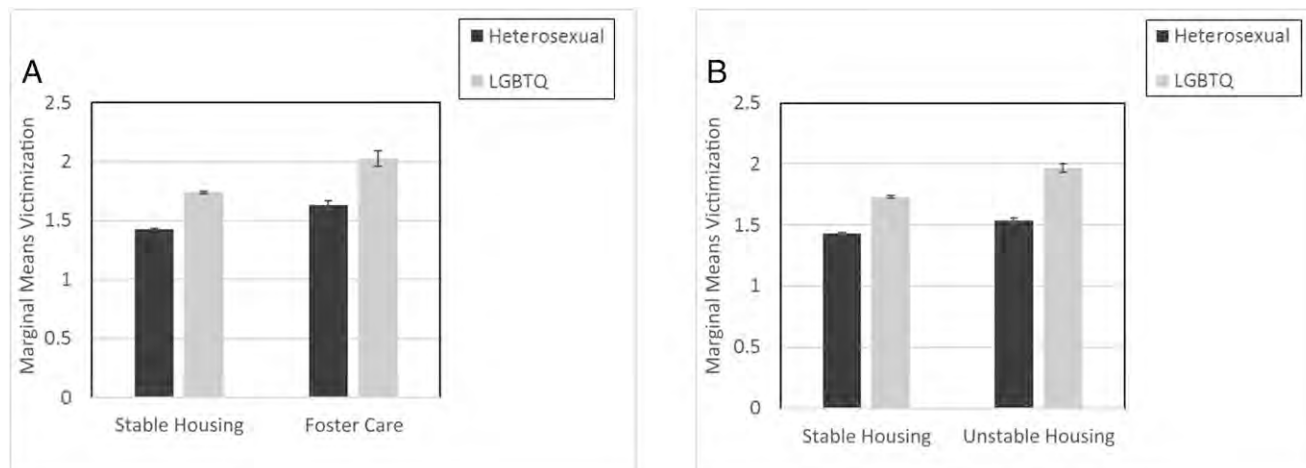 A
Heterosexual
LGBTQ
Marginal Means Victimization
2.5
2
1.5
1
0.5
0
Stable Housing Foster Care
B
Heterosexual
LGBTQ
Marginal Means Victimization
2.5
2
1.5
1
0.5
0
Stable Housing Unstable Housing